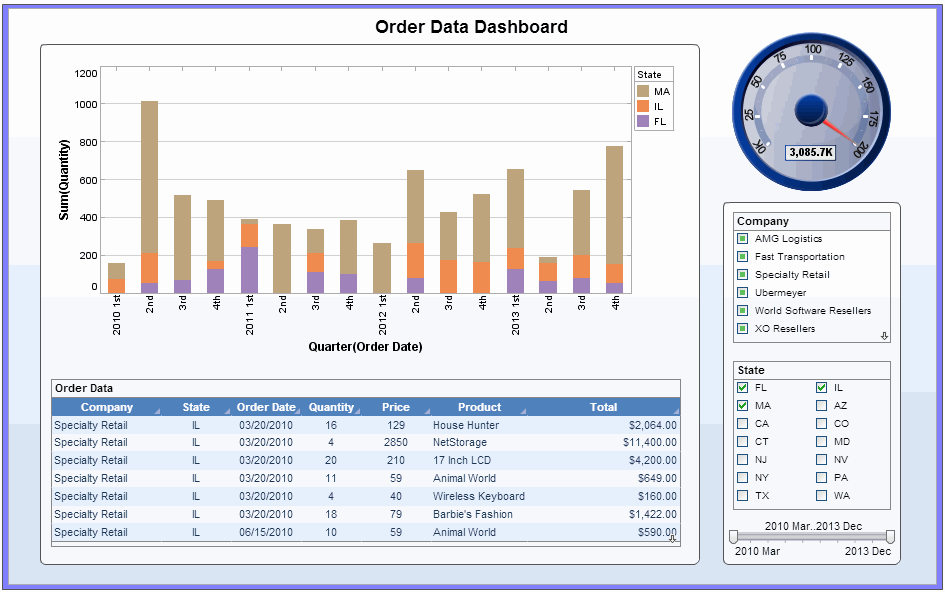 Order Data Dashboard
1200
1000
800
600
400
200
0
Sum(Quantity)
2010 1st
2nd
3rd
4th
2011 1st
2nd
3rd
4th
2012 1st
2nd
3rd
4th
2013 1st
2nd
3rd
4th
Quarter(Order Date)
State
MA
IL
FL
0K
25
50
75
100
125
150
175
200
3,085.7K
Order Data
Company State Order Date Quantity Price Product Total
Specialty Retail IL 03/20/2010 16 129 House Hunter $2,064.00
Specialty Retail IL 03/20/2010 4 2850 NetStorage $11,400.00
Specialty Retail IL 03/20/2010 20 210 17 Inch LCD $4,200.00
Specialty Retail IL 03/20/2010 11 59 Animal World $649.00
Specialty Retail IL 03/20/2010 4 40 Wireless Keyboard $160.00
Specialty Retail IL 03/20/2010 18 79 Barbie's Fashion $1,422.00
Specialty Retail IL 06/15/2010 10 59 Animal World $590.00
Company
AMG Logistics
Fast Transportation
Specialty Retail
Ubermeyer
World Software Resellers
XO Resellers
State
FL IL
MA AZ
CA CO
CT MD
NJ NV
NY PA
TX WA
2010 Mar..2013 Dec
2010 Mar 2013 Dec